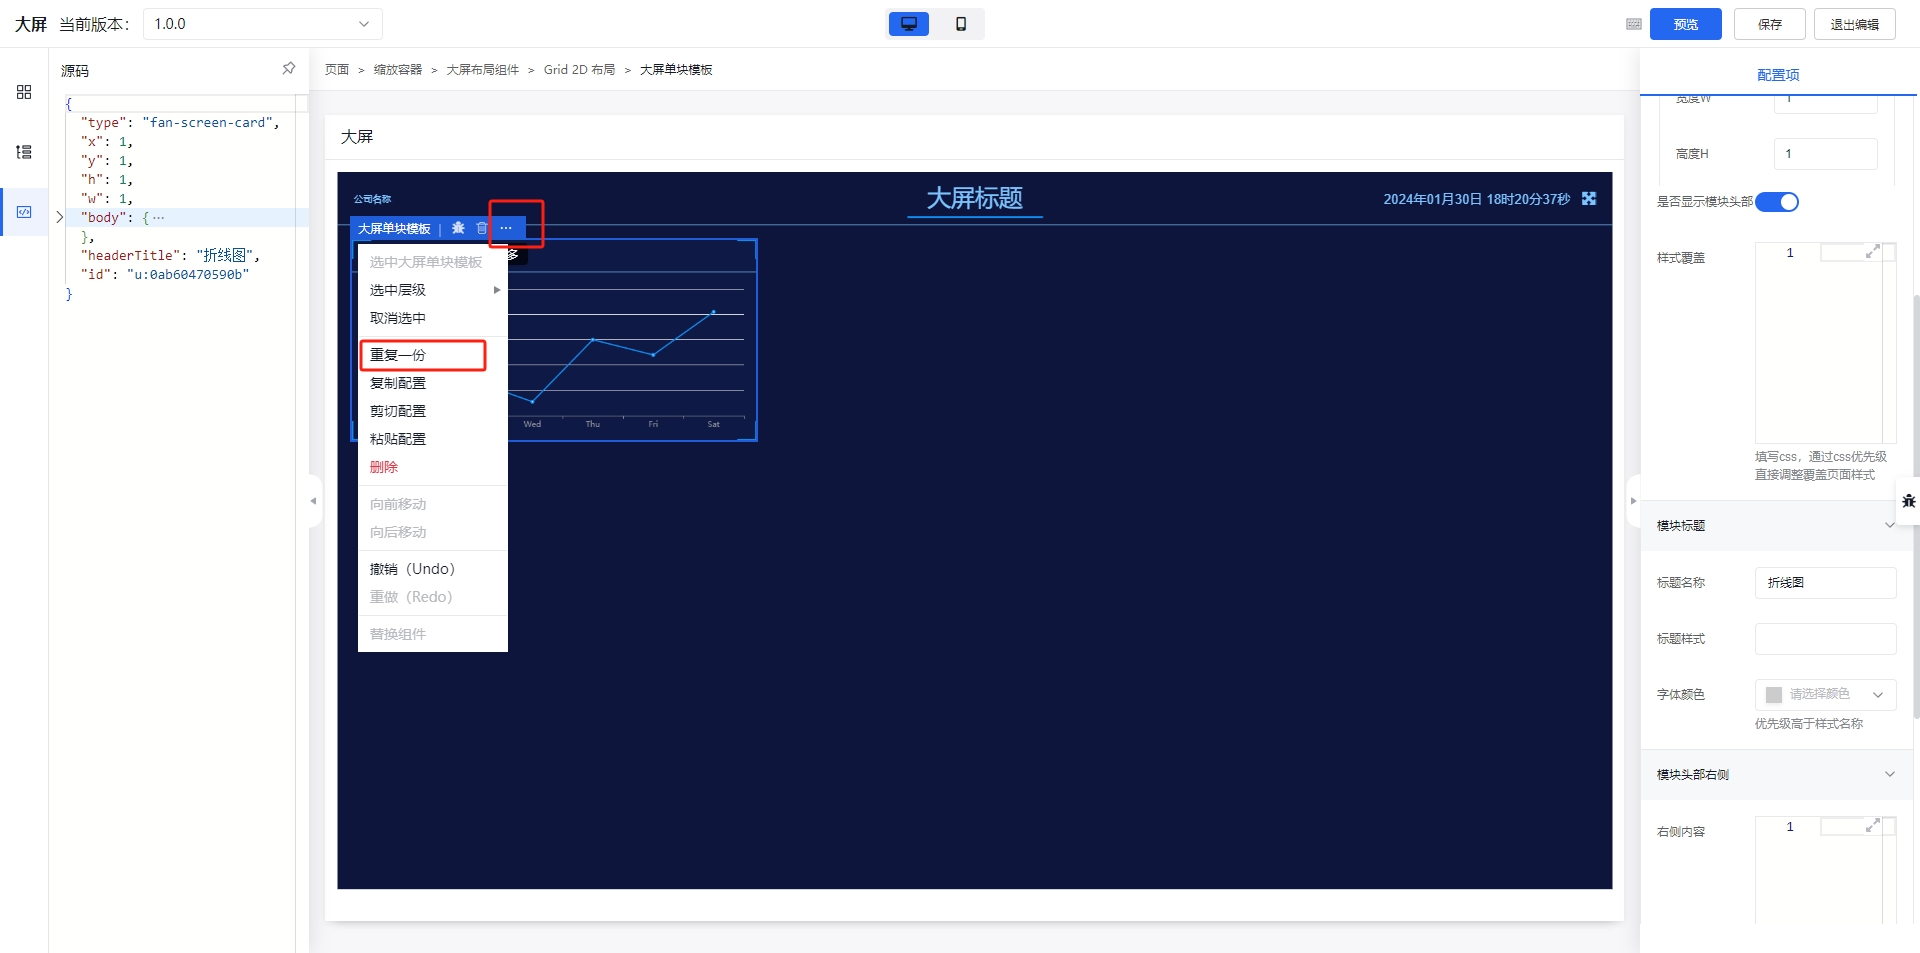 大屏 当前版本： 1.0.0
预览 保存 退出编辑
源码
{
"type": "fan-screen-card",
"x": 1,
"y": 1,
"h": 1,
"w": 1,
"body": { ···
},
"headerTitle": "折线图",
"id": "u:0ab60470590b"
}
页面 > 缩放容器 > 大屏布局组件 > Grid 2D 布局 > 大屏单块模板
大屏
公司名称
大屏标题
2024年01月30日 18时20分37秒
大屏单块模板
多
选中大屏单块模板
选中层级
取消选中
重复一份
复制配置
剪切配置
粘贴配置
删除
向前移动
向后移动
撤销（Undo）
重做（Redo）
替换组件
Wed Thu Fri Sat
配置项
宽度W 1
高度H 1
是否显示模块头部
样式覆盖 1
填写css，通过css优先级
直接调整覆盖页面样式
模块标题
标题名称 折线图
标题样式
字体颜色 请选择颜色
优先级高于样式名称
模块头部右侧
右侧内容 1